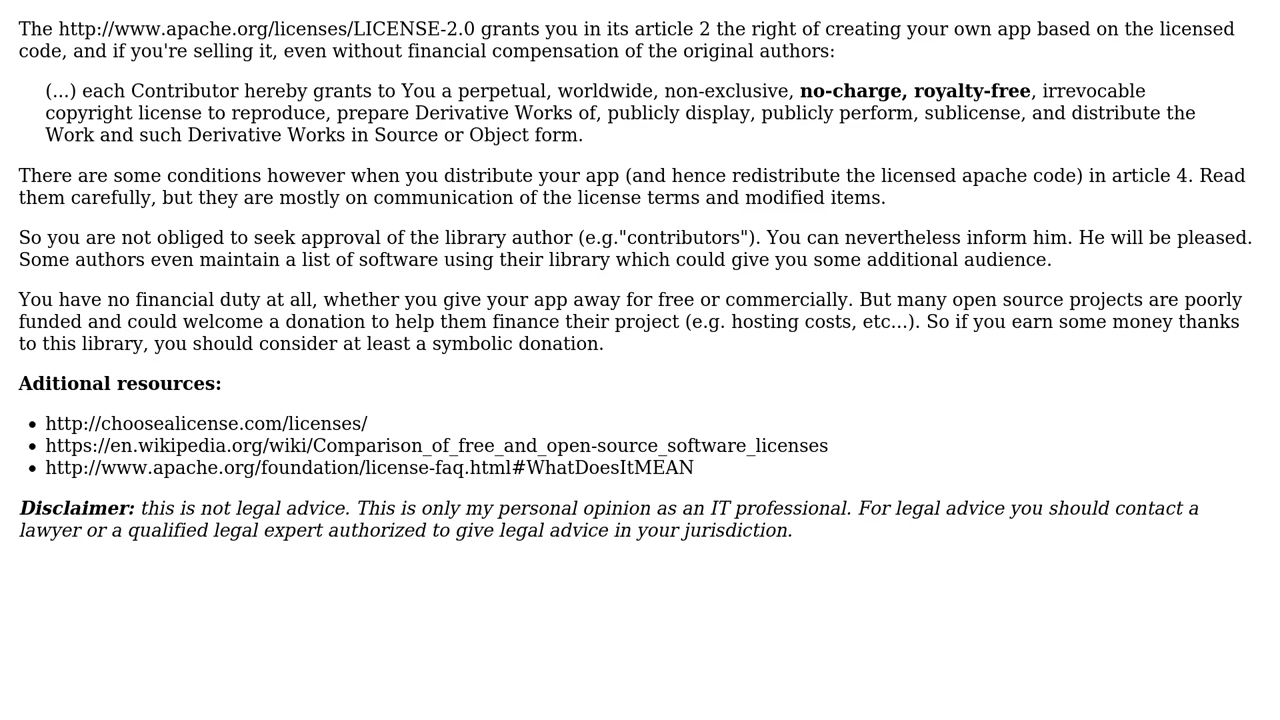 The http://www.apache.org/licenses/LICENSE-2.0 grants you in its article 2 the right of creating your own app based on the licensed
code, and if you're selling it, even without financial compensation of the original authors:
(...) each Contributor hereby grants to You a perpetual, worldwide, non-exclusive, no-charge, royalty-free, irrevocable
copyright license to reproduce, prepare Derivative Works of, publicly display, publicly perform, sublicense, and distribute the
Work and such Derivative Works in Source or Object form.
There are some conditions however when you distribute your app (and hence redistribute the licensed apache code) in article 4. Read
them carefully, but they are mostly on communication of the license terms and modified items.
So you are not obliged to seek approval of the library author (e.g."contributors"). You can nevertheless inform him. He will be pleased.
Some authors even maintain a list of software using their library which could give you some additional audience.
You have no financial duty at all, whether you give your app away for free or commercially. But many open source projects are poorly
funded and could welcome a donation to help them finance their project (e.g. hosting costs, etc...). So if you earn some money thanks
to this library, you should consider at least a symbolic donation.
Aditional resources:
• http://choosealicense.com/licenses/
• https://en.wikipedia.org/wiki/Comparison_of_free_and_open-source_software_licenses
• http://www.apache.org/foundation/license-faq.html#WhatDoesItMEAN
Disclaimer: this is not legal advice. This is only my personal opinion as an IT professional. For legal advice you should contact a
lawyer or a qualified legal expert authorized to give legal advice in your jurisdiction.